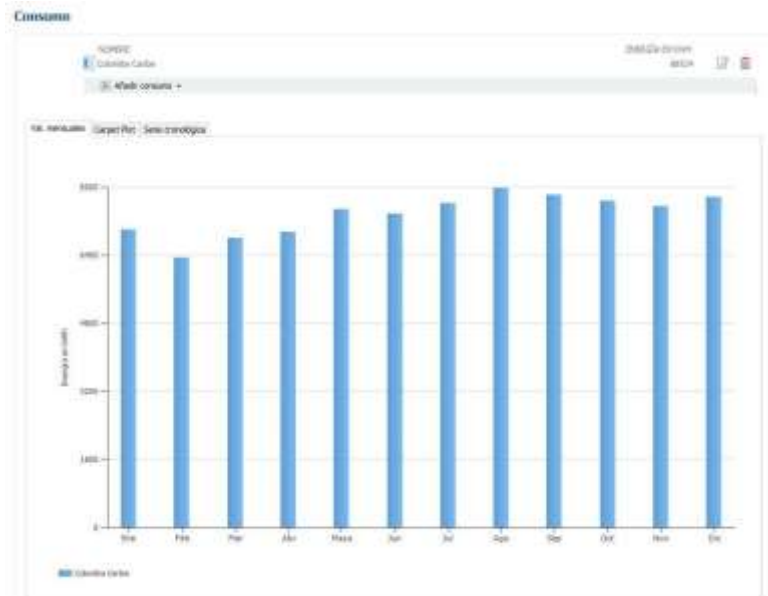 Consumo
NOMBRE
Colombia Caribe
Añadir consumo
Carpet Plot
Serie cronológica
6400
4800
3200
1600
0
Ene
Feb
Mar
Abr
Mayo
Jun
Jul
Ago
Sep
Oct
Nov
Dic
Colombia Caribe